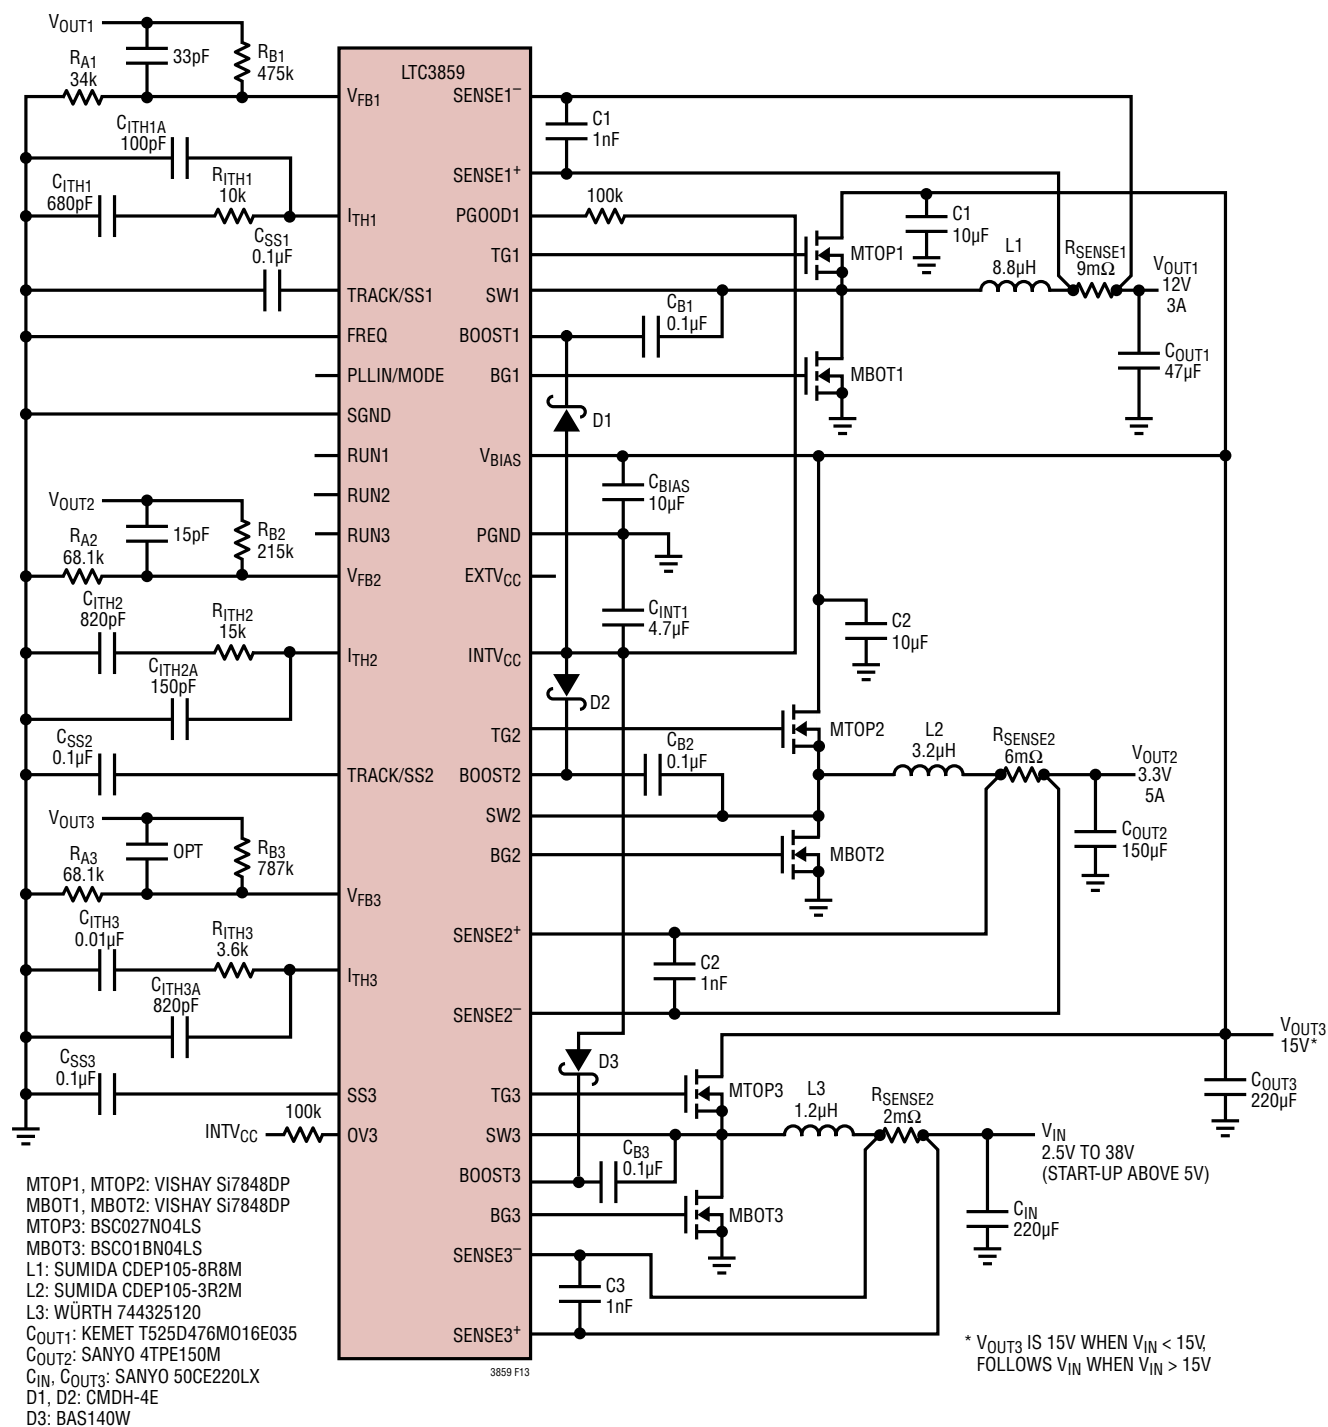 VOUT1
33pF
RB1
475k
RA1
34k
CITH1A
100pF
RITH1
10k
CITH1
680pF
CSS1
0.1µF
VOUT2
15pF
RB2
215k
RA2
68.1k
CITH2
820pF
RITH2
15k
CITH2A
150pF
CSS2
0.1µF
VOUT3
OPT
RB3
787k
RA3
68.1k
CITH3
0.01µF
RITH3
3.6k
CITH3A
820pF
CSS3
0.1µF
100k
INTVCC
LTC3859
VFB1
ITH1
TRACK/SS1
FREQ
PLLIN/MODE
SGND
RUN1
RUN2
RUN3
VFB2
ITH2
TRACK/SS2
VFB3
ITH3
SS3
OV3
SENSE1–
SENSE1+
PGOOD1
TG1
SW1
BOOST1
BG1
VBIAS
PGND
EXTVCC
INTVCC
TG2
BOOST2
SW2
BG2
SENSE2+
SENSE2–
TG3
SW3
BOOST3
BG3
SENSE3–
SENSE3+
C1
1nF
100k
C1
10µF
MTOP1
L1
8.8µH
RSENSE1
9mΩ
VOUT1
12V
3A
CB1
0.1µF
MBOT1
COUT1
47µF
D1
CBIAS
10µF
CINT1
4.7µF
C2
10µF
D2
MTOP2
L2
3.2µH
RSENSE2
6mΩ
VOUT2
3.3V
5A
CB2
0.1µF
MBOT2
COUT2
150µF
C2
1nF
D3
VOUT3
15V*
MTOP3
L3
1.2µH
RSENSE2
2mΩ
COUT3
220µF
CB3
0.1µF
VIN
2.5V TO 38V
(START-UP ABOVE 5V)
MBOT3
CIN
220µF
C3
1nF
MTOP1, MTOP2: VISHAY Si7848DP
MBOT1, MBOT2: VISHAY Si7848DP
MTOP3: BSC027NO4LS
MBOT3: BSCO1BN04LS
L1: SUMIDA CDEP105-8R8M
L2: SUMIDA CDEP105-3R2M
L3: WÜRTH 744325120
COUT1: KEMET T525D476MO16E035
COUT2: SANYO 4TPE150M
CIN, COUT3: SANYO 50CE220LX
D1, D2: CMDH-4E
D3: BAS140W
3859 F13
* VOUT3 IS 15V WHEN VIN < 15V,
FOLLOWS VIN WHEN VIN > 15V